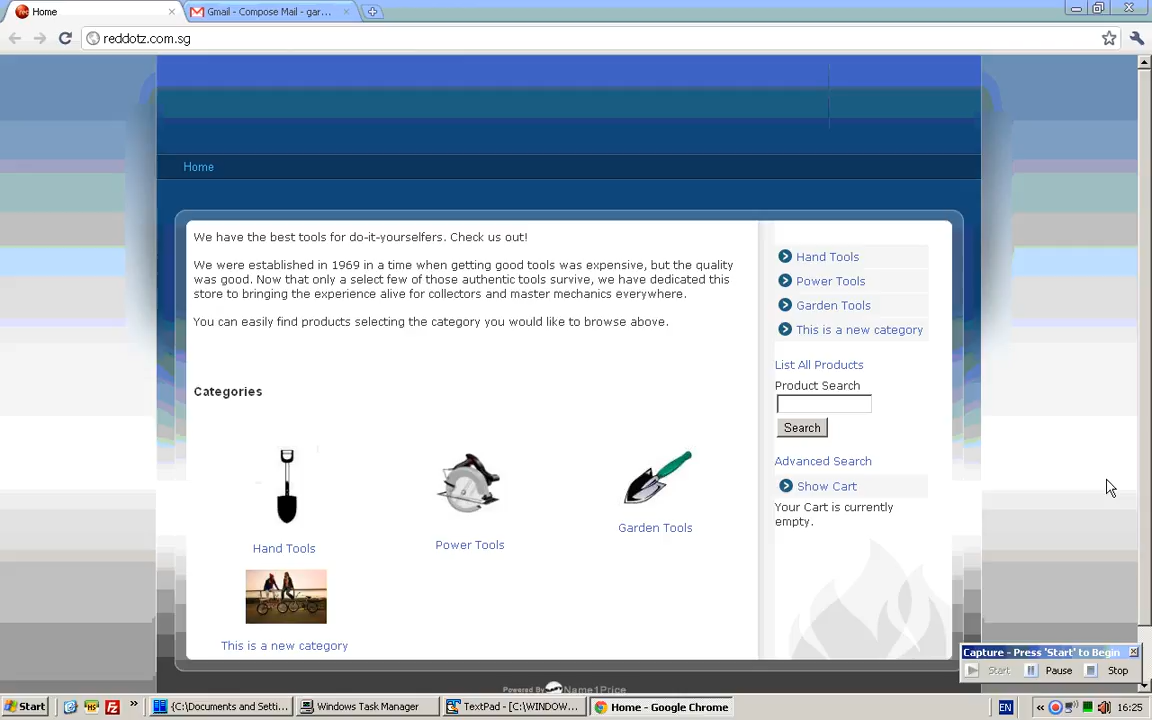 Home
Gmail - Compose Mail - gar...
reddotz.com.sg
Home
We have the best tools for do-it-yourselfers. Check us out!
We were established in 1969 in a time when getting good tools was expensive, but the quality
was good. Now that only a select few of those authentic tools survive, we have dedicated this
store to bringing the experience alive for collectors and master mechanics everywhere.
You can easily find products selecting the category you would like to browse above.
Categories
Hand Tools
Power Tools
Garden Tools
This is a new category
Hand Tools
Power Tools
Garden Tools
This is a new category
List All Products
Product Search
Search
Advanced Search
Show Cart
Your Cart is currently
empty.
Powered By Name1Price
Capture - Press 'Start' to Begin
Start
Pause
Stop
Start
{C:\Documents and Setti...
Windows Task Manager
TextPad - [C:\WINDOW...
Home - Google Chrome
EN
16:25